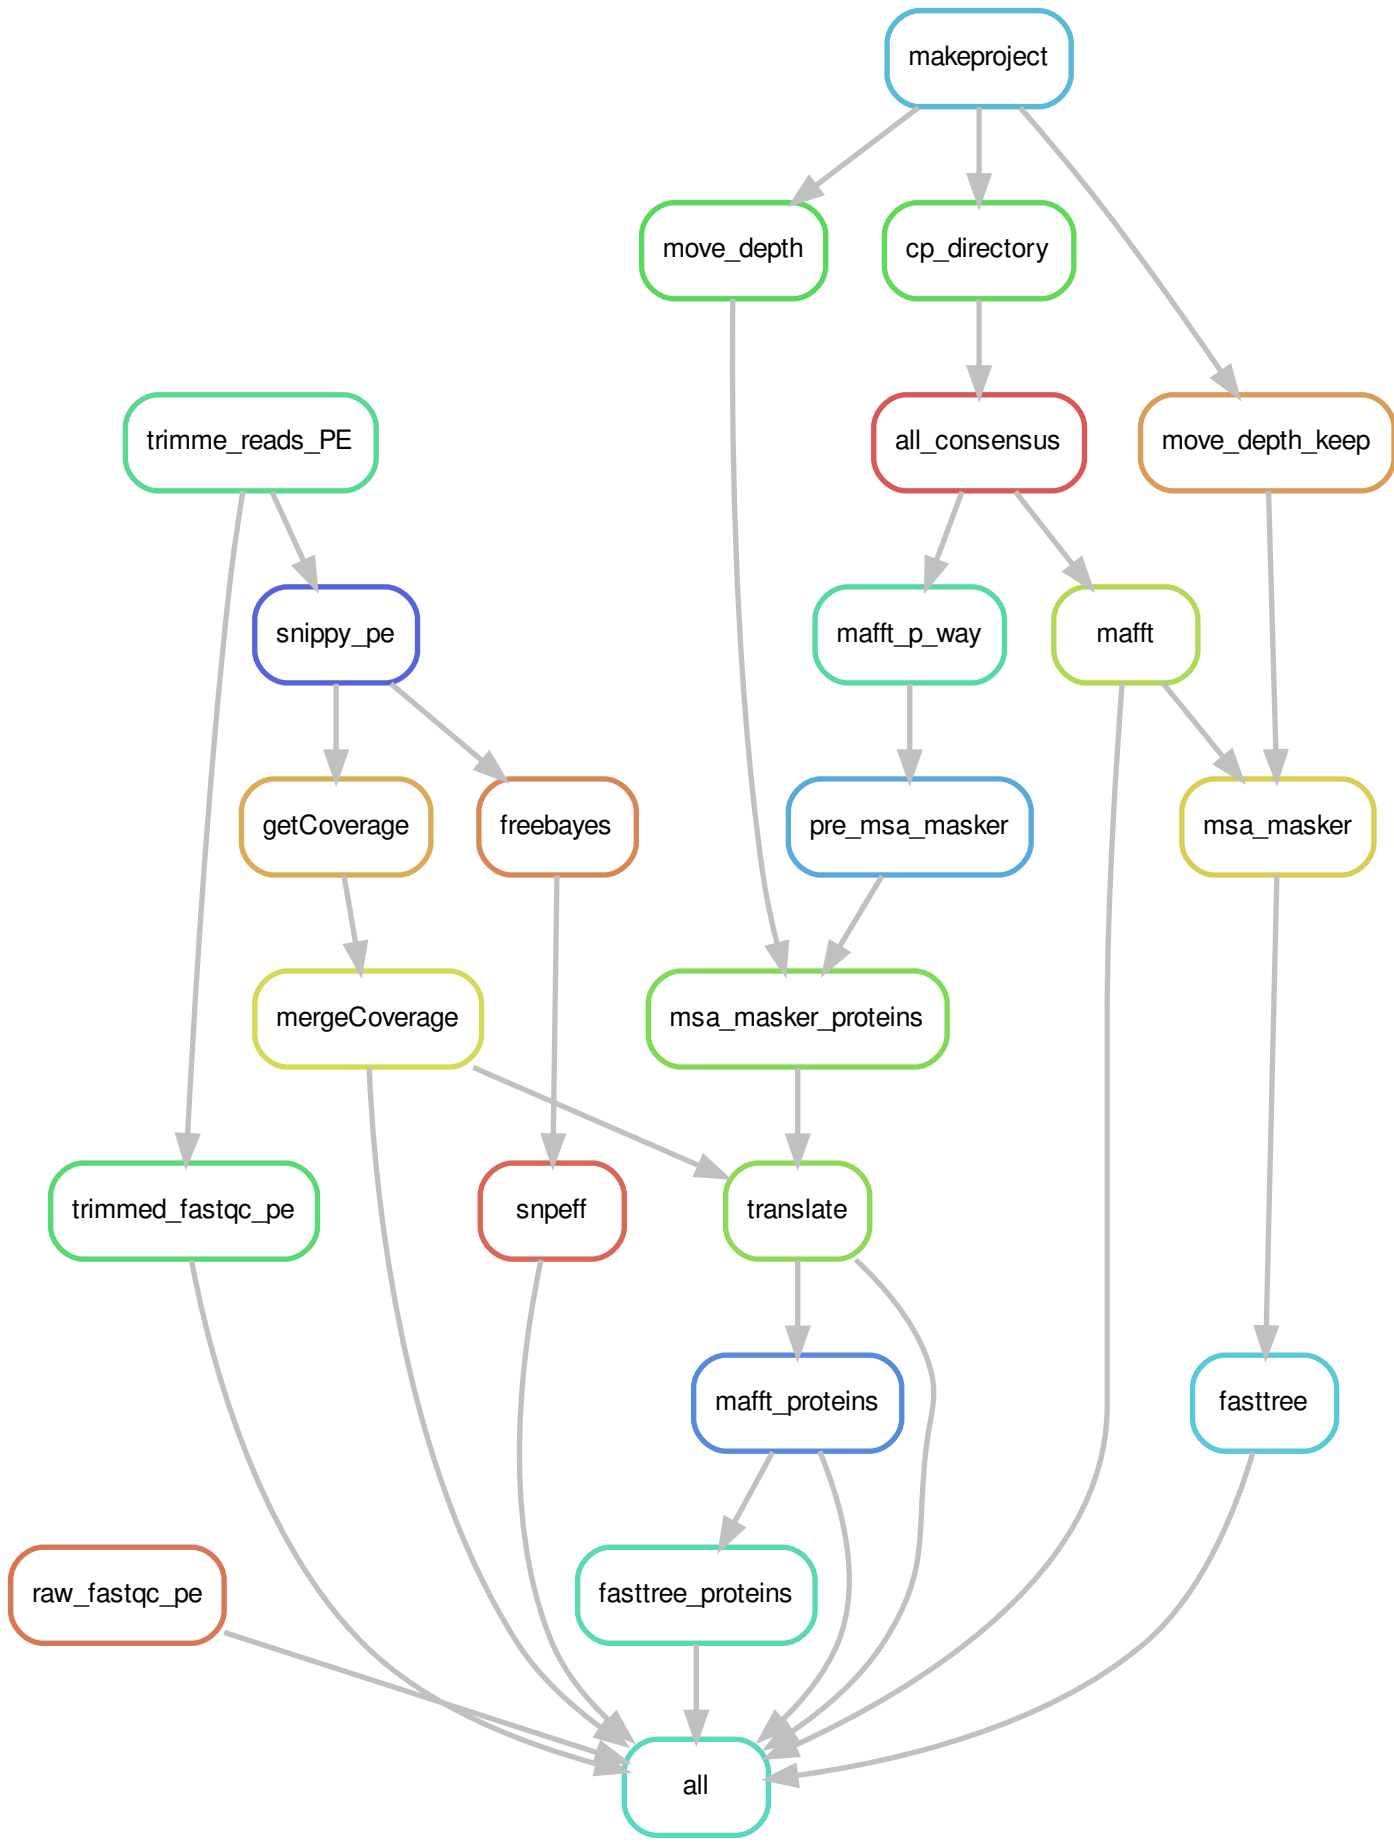 makeproject
move_depth
cp_directory
trimme_reads_PE
all_consensus
move_depth_keep
snippy_pe
mafft_p_way
mafft
getCoverage
freebayes
pre_msa_masker
msa_masker
mergeCoverage
msa_masker_proteins
trimmed_fastqc_pe
snpeff
translate
mafft_proteins
fasttree
raw_fastqc_pe
fasttree_proteins
all